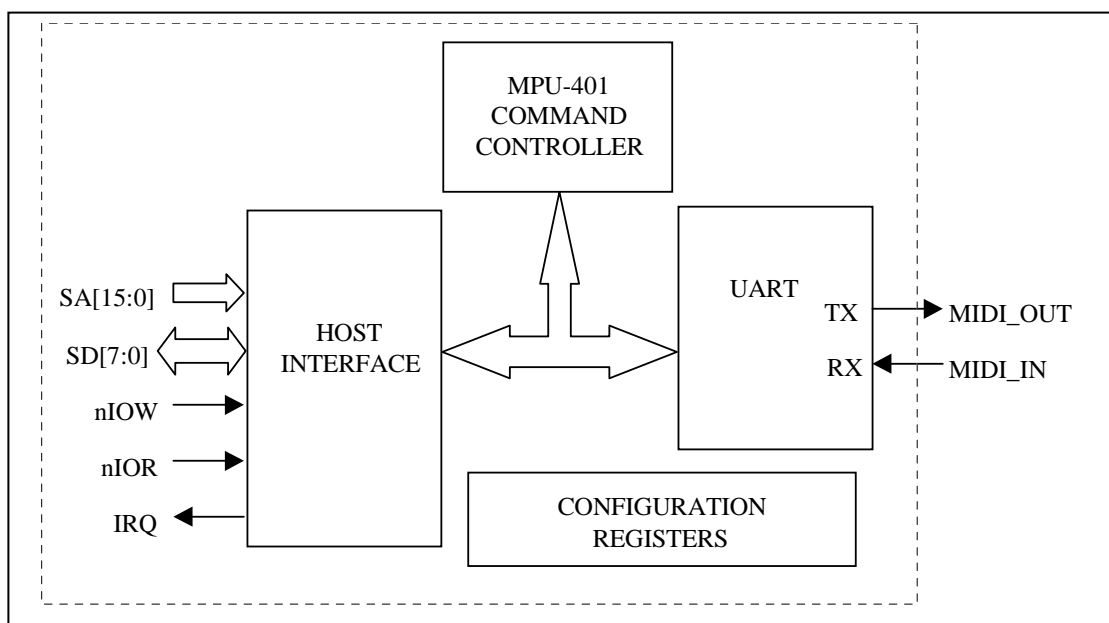 MPU-401
COMMAND
CONTROLLER
SA[15:0]
SD[7:0]
nIOW
nIOR
IRQ
HOST
INTERFACE
UART
TX
RX
MIDI_OUT
MIDI_IN
CONFIGURATION
REGISTERS